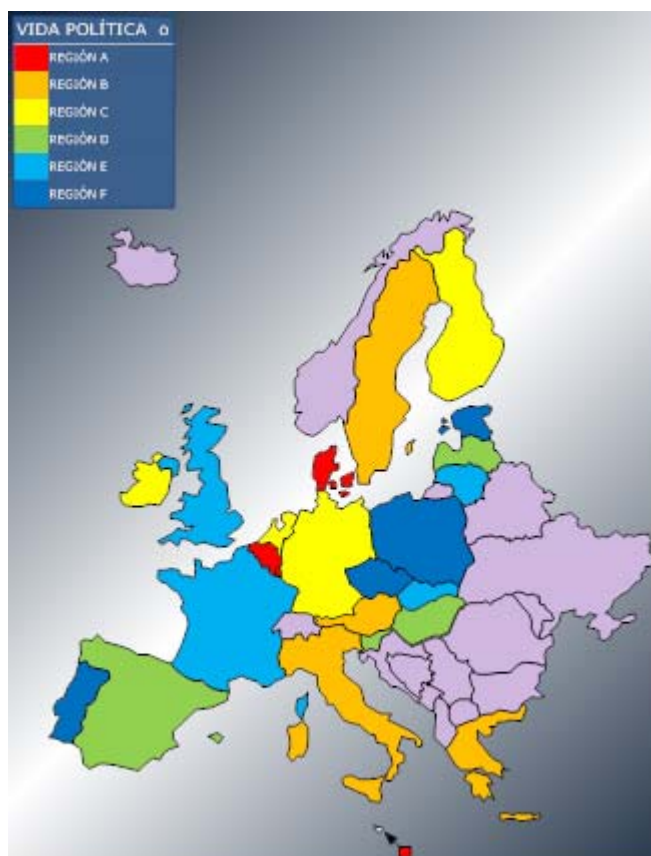 VIDA POLÍTICA
REGIÓN A
REGIÓN B
REGIÓN C
REGIÓN D
REGIÓN E
REGIÓN F